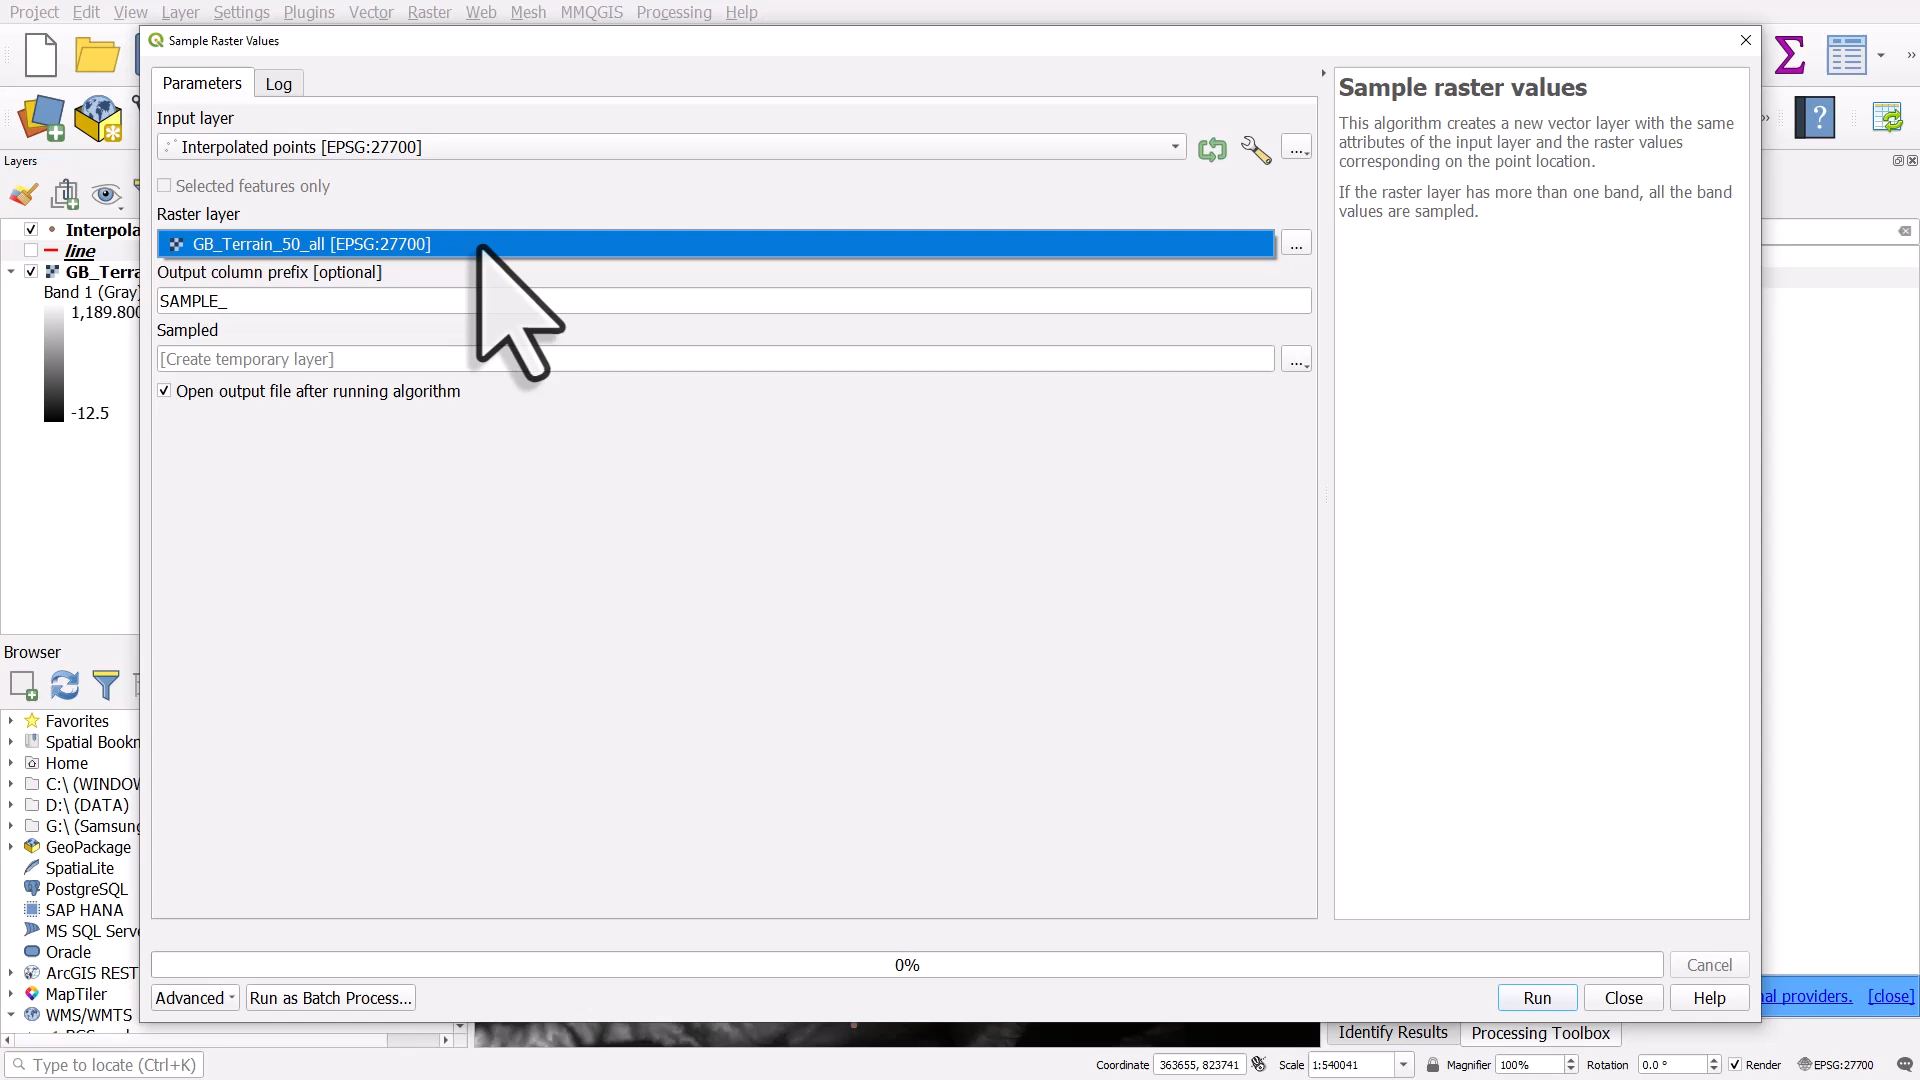 Project Edit View Layer Settings Plugins Vector Raster Web Mesh MMQGIS Processing Help
Sample Raster Values
Parameters
Log
Input layer
Interpolated points [EPSG:27700]
Selected features only
Raster layer
GB_Terrain_50_all [EPSG:27700]
...
Output column prefix [optional]
SAMPLE_
Sampled
[Create temporary layer]
...
Open output file after running algorithm
Sample raster values
This algorithm creates a new vector layer with the same
attributes of the input layer and the raster values
corresponding on the point location.
If the raster layer has more than one band, all the band
values are sampled.
Layers
Interpola
line
GB_Terra
Band 1 (Gray)
1,189.800
-12.5
Browser
Favorites
Spatial Bookm
Home
C:\ (WINDOW
D:\ (DATA)
G:\ (Samsung
GeoPackage
SpatiaLite
PostgreSQL
SAP HANA
MS SQL Serve
Oracle
ArcGIS REST
MapTiler
WMS/WMTS
0%
Cancel
Advanced
Run as Batch Process...
Run
Close
Help
nal providers. [close]
Identify Results
Processing Toolbox
Type to locate (Ctrl+K)
Coordinate 363655, 823741 Scale 1:540041 Magnifier 100% Rotation 0.0 ° Render EPSG:27700